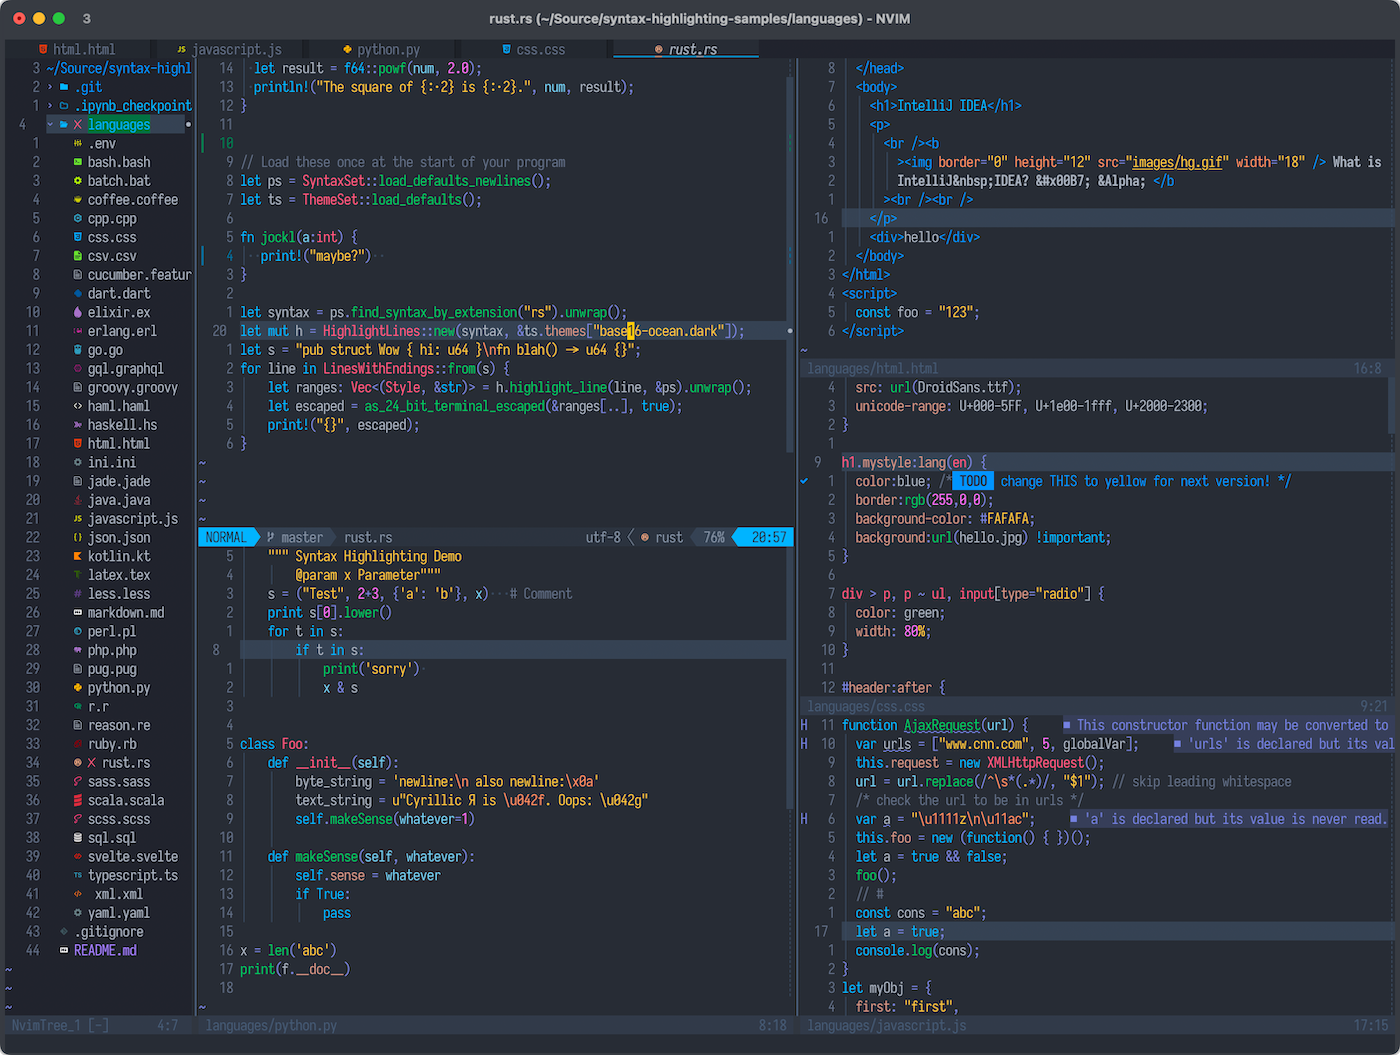 3
rust.rs (~/Source/syntax-highlighting-samples/languages) - NVIM
html.html
JS javascript.js
python.py
css.css
rust.rs
3 ~/Source/syntax-highl
2 › .git
1 › .ipynb_checkpoint
4 languages
1 .env
2 bash.bash
3 batch.bat
4 coffee.coffee
5 cpp.cpp
6 css.css
7 csv.csv
8 cucumber.featur
9 dart.dart
10 elixir.ex
11 erlang.erl
12 go.go
13 gql.graphql
14 groovy.groovy
15 haml.haml
16 haskell.hs
17 html.html
18 ini.ini
19 jade.jade
20 java.java
21 JS javascript.js
22 {} json.json
23 kotlin.kt
24 latex.tex
25 # less.less
26 markdown.md
27 perl.pl
28 php.php
29 pug.pug
30 python.py
31 r.r
32 reason.re
33 ruby.rb
34 rust.rs
35 sass.sass
36 scala.scala
37 scss.scss
38 sql.sql
39 svelte.svelte
40 TS typescript.ts
41 xml.xml
42 yaml.yaml
43 .gitignore
44 README.md
~
~
~
NvimTree_1 [-] 4:7
14 let result = f64::powf(num, 2.0);
13 println!("The square of {:.2} is {:.2}.", num, result);
12 }
11
10
9 // Load these once at the start of your program
8 let ps = SyntaxSet::load_defaults_newlines();
7 let ts = ThemeSet::load_defaults();
6
5 fn jockl(a:int) {
4 print!("maybe?")
3 }
2
1 let syntax = ps.find_syntax_by_extension("rs").unwrap();
20 let mut h = HighlightLines::new(syntax, &ts.themes["base16-ocean.dark"]);
1 let s = "pub struct Wow { hi: u64 }\nfn blah() -> u64 {}";
2 for line in LinesWithEndings::from(s) {
3 let ranges: Vec<(Style, &str)> = h.highlight_line(line, &ps).unwrap();
4 let escaped = as_24_bit_terminal_escaped(&ranges[..], true);
5 print!("{}", escaped);
6 }
~
~
~
~
NORMAL master rust.rs utf-8 rust 76% 20:57
5 """ Syntax Highlighting Demo
4 @param x Parameter"""
3 s = ("Test", 2+3, {'a': 'b'}, x) # Comment
2 print s[0].lower()
1 for t in s:
8 if t in s:
1 print('sorry')
2 x & s
3
4
5 class Foo:
6 def __init__(self):
7 byte_string = 'newline:\n also newline:\x0a'
8 text_string = u"Cyrillic Я is \u042f. Oops: \u042g"
9 self.makeSense(whatever=1)
10
11 def makeSense(self, whatever):
12 self.sense = whatever
13 if True:
14 pass
15
16 x = len('abc')
17 print(f.__doc__)
18
~
languages/python.py 8:18
8 </head>
7 <body>
6 <h1>IntelliJ IDEA</h1>
5 <p>
4 <br /><b
3 ><img border="0" height="12" src="images/hg.gif" width="18" /> What is
2 IntelliJ&nbsp;IDEA? &#x00B7; &Alpha; </b
1 ><br /><br />
16 </p>
1 <div>hello</div>
2 </body>
3 </html>
4 <script>
5 const foo = "123";
6 </script>
~
languages/html.html 16:8
4 src: url(DroidSans.ttf);
3 unicode-range: U+000-5FF, U+1e00-1fff, U+2000-2300;
2 }
1
9 h1.mystyle:lang(en) {
1 color:blue; /* TODO change THIS to yellow for next version! */
2 border:rgb(255,0,0);
3 background-color: #FAFAFA;
4 background:url(hello.jpg) !important;
5 }
6
7 div > p, p ~ ul, input[type="radio"] {
8 color: green;
9 width: 80%;
10 }
11
12 #header:after {
languages/css.css 9:21
H 11 function AjaxRequest(url) { ■ This constructor function may be converted to
H 10 var urls = ["www.cnn.com", 5, globalVar]; ■ 'urls' is declared but its val
9 this.request = new XMLHttpRequest();
8 url = url.replace(/^\s*(.*)/, "$1"); // skip leading whitespace
7 /* check the url to be in urls */
H 6 var a = "\u1111z\n\u11ac"; ■ 'a' is declared but its value is never read.
5 this.foo = new (function() { })();
4 let a = true && false;
3 foo();
2 // #
1 const cons = "abc";
17 let a = true;
1 console.log(cons);
2 }
3 let myObj = {
4 first: "first",
languages/javascript.js 17:15